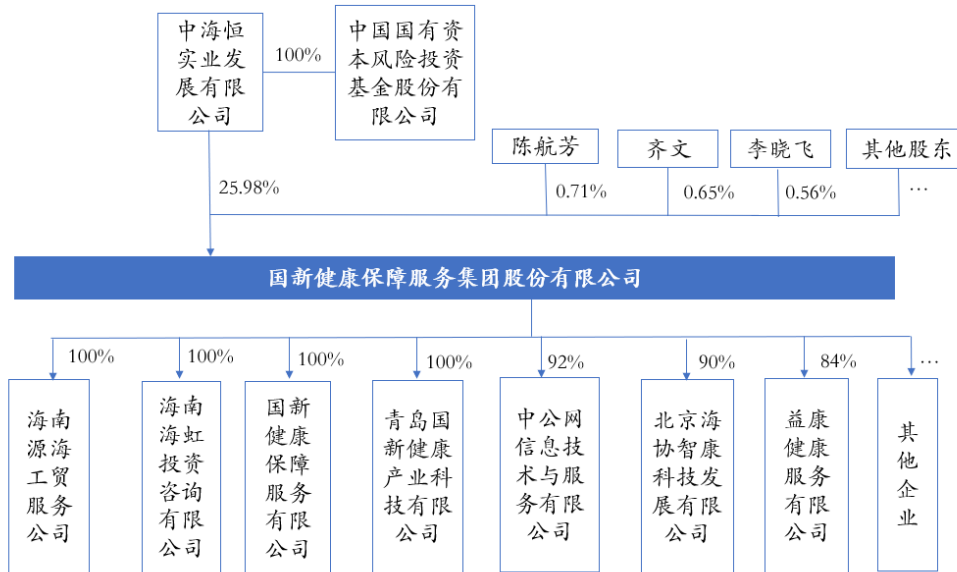 中海恒
实业发
展有限
公司
100%
中国国有资
本风险投资
基金股份有
限公司
陈航芳
齐文
李晓飞
其他股东
25.98%
0.71%
0.65%
0.56%
…
国新健康保障服务集团股份有限公司
100%
100%
100%
100%
92%
90%
84%
…
海南
源海
工贸
服务
公司
海南
海虹
投资
咨询
有限
公司
国新
健康
保障
服务
有限
公司
青岛国
新健康
产业科
技有限
公司
中公网
信息技
术与服
务有限
公司
北京海
协智康
科技发
展有限
公司
益康
健康
服务
有限
公司
其
他
企
业